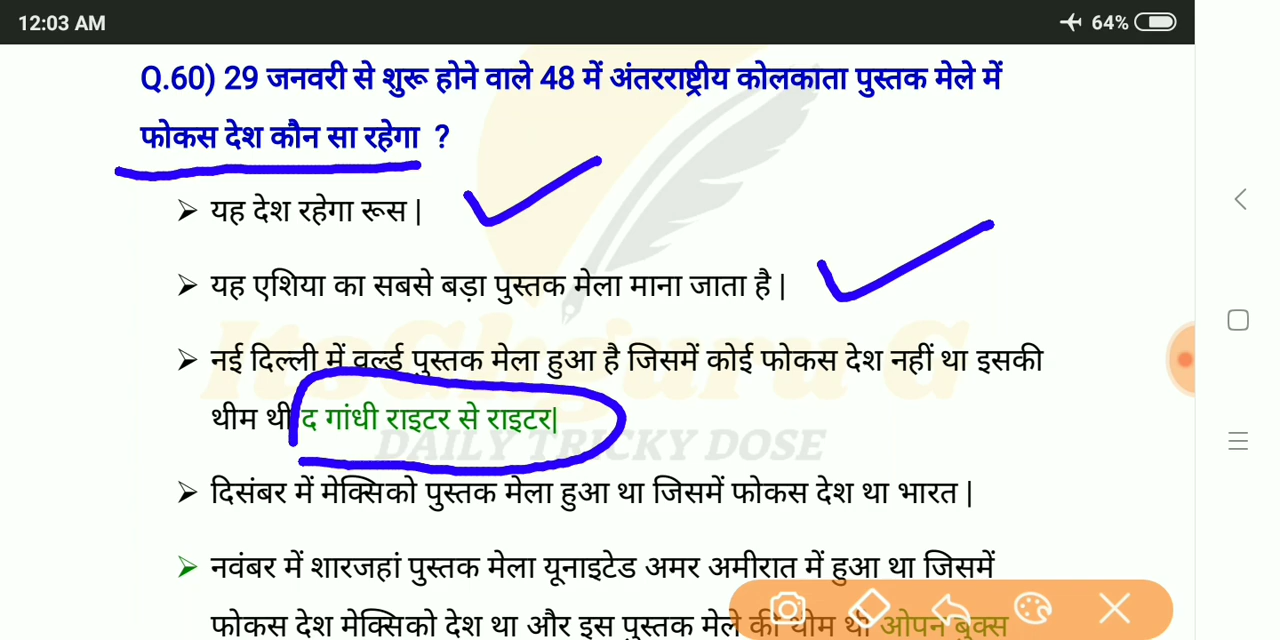 12:03 AM
64%
Q.60) 29 जनवरी से शुरू होने वाले 48 में अंतरराष्ट्रीय कोलकाता पुस्तक मेले में
फोकस देश कौन सा रहेगा ?
यह देश रहेगा रूस|
यह एशिया का सबसे बड़ा पुस्तक मेला माना जाता है|
नई दिल्ली में वर्ल्ड पुस्तक मेला हुआ है जिसमें कोई फोकस देश नहीं था इसकी
थीम थी द गांधी राइटर से राइटर|
DAILY TRICKY DOSE
दिसंबर में मेक्सिको पुस्तक मेला हुआ था जिसमें फोकस देश था भारत|
नवंबर में शारजहां पुस्तक मेला यूनाइटेड अमर अमीरात में हुआ था जिसमें
फोकस देश मेक्सिको देश था और इस पुस्तक मेले की थीम थी ओपन बुक्स